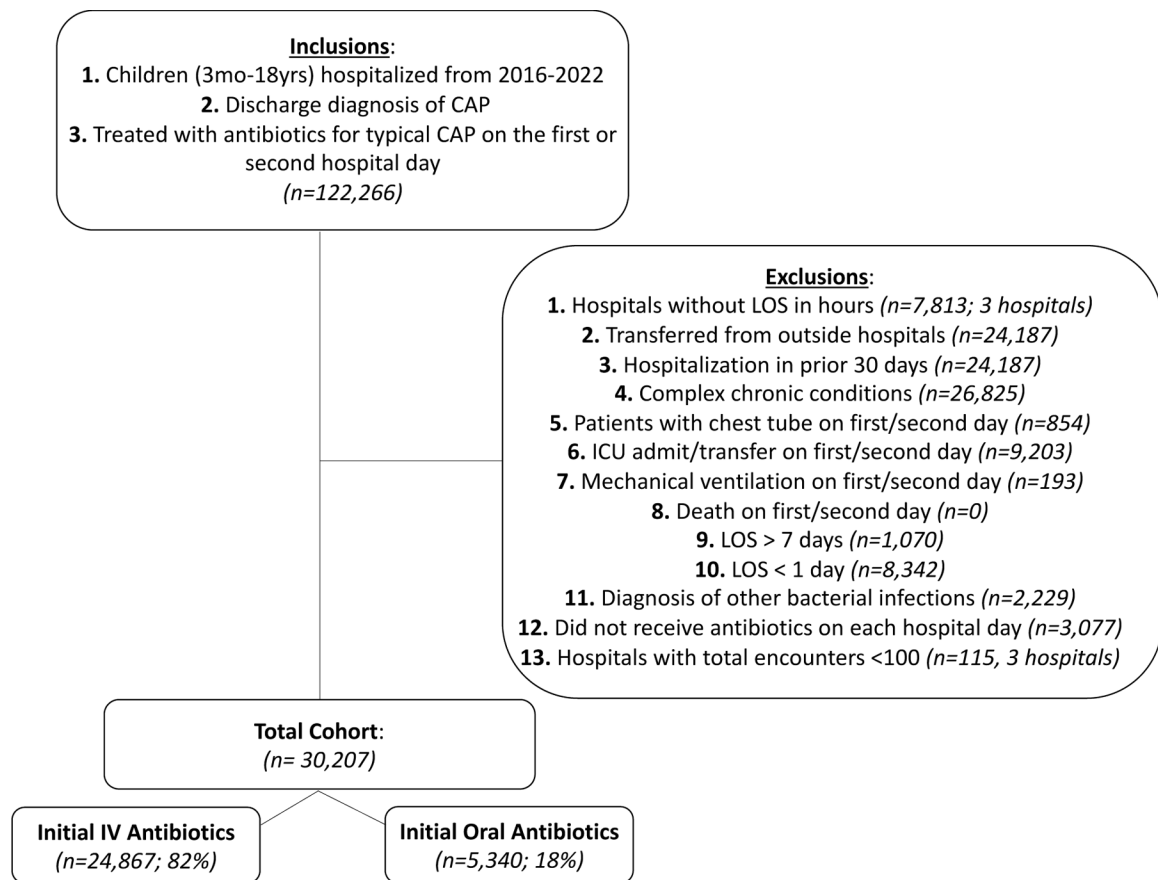 Inclusions:
1. Children (3mo-18yrs) hospitalized from 2016-2022
2. Discharge diagnosis of CAP
3. Treated with antibiotics for typical CAP on the first or
second hospital day
(n=122,266)
Exclusions:
1. Hospitals without LOS in hours (n=7,813; 3 hospitals)
2. Transferred from outside hospitals (n=24,187)
3. Hospitalization in prior 30 days (n=24,187)
4. Complex chronic conditions (n=26,825)
5. Patients with chest tube on first/second day (n=854)
6. ICU admit/transfer on first/second day (n=9,203)
7. Mechanical ventilation on first/second day (n=193)
8. Death on first/second day (n=0)
9. LOS > 7 days (n=1,070)
10. LOS < 1 day (n=8,342)
11. Diagnosis of other bacterial infections (n=2,229)
12. Did not receive antibiotics on each hospital day (n=3,077)
13. Hospitals with total encounters <100 (n=115, 3 hospitals)
Total Cohort:
(n= 30,207)
Initial IV Antibiotics
(n=24,867; 82%)
Initial Oral Antibiotics
(n=5,340; 18%)